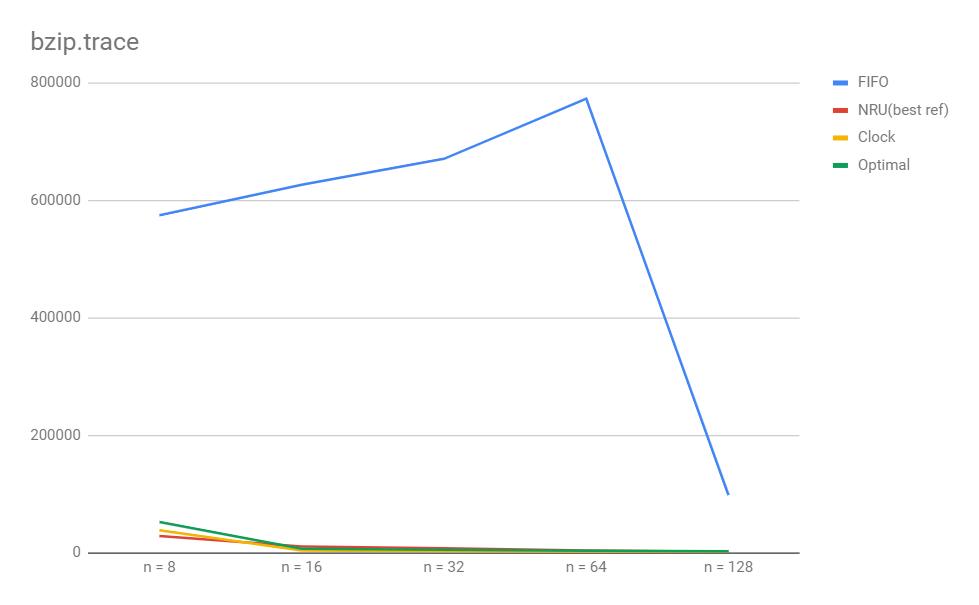 bzip.trace
800000
600000
400000
200000
0
n = 8
n = 16
n = 32
n = 64
n = 128
FIFO
NRU(best ref)
Clock
Optimal